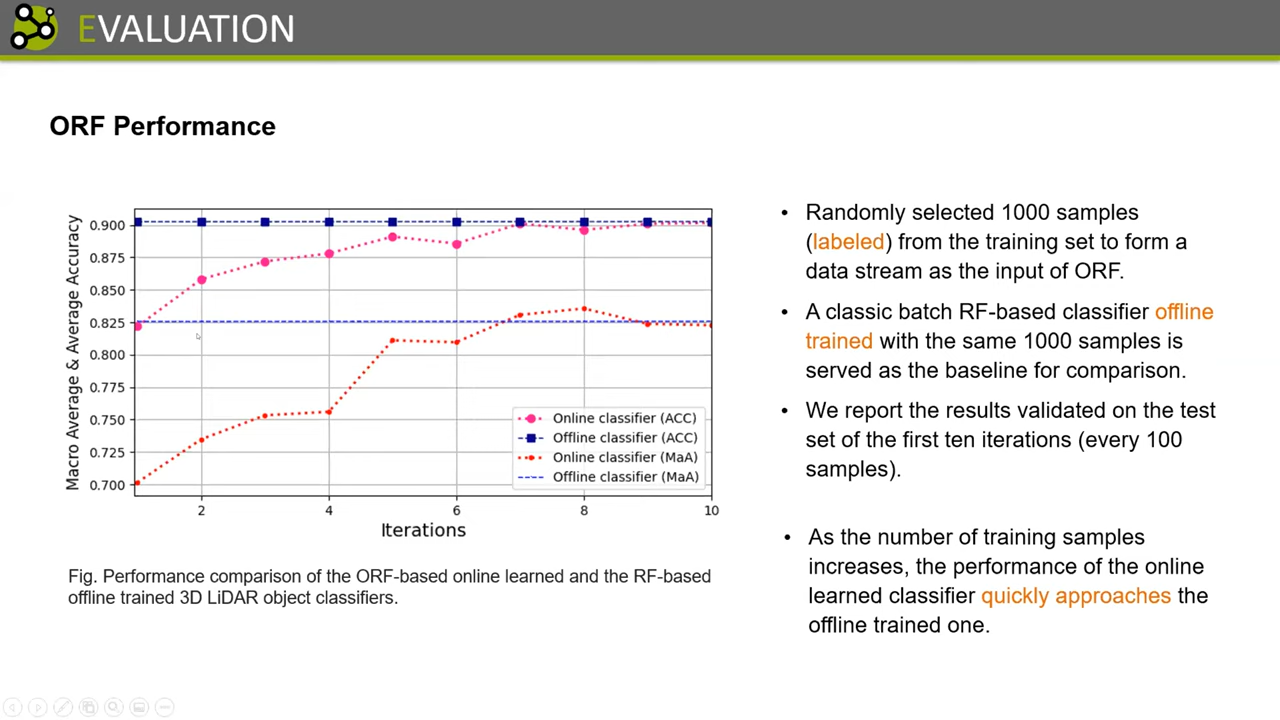 EVALUATION
ORF Performance
Macro Average & Average Accuracy
0.900
0.875
0.850
0.825
0.800
0.775
0.750
0.725
0.700
2
4
6
8
10
Iterations
Online classifier (ACC)
Offline classifier (ACC)
Online classifier (MaA)
Offline classifier (MaA)
Fig. Performance comparison of the ORF-based online learned and the RF-based
offline trained 3D LiDAR object classifiers.
• Randomly selected 1000 samples
(labeled) from the training set to form a
data stream as the input of ORF.
• A classic batch RF-based classifier offline
trained with the same 1000 samples is
served as the baseline for comparison.
• We report the results validated on the test
set of the first ten iterations (every 100
samples).
• As the number of training samples
increases, the performance of the online
learned classifier quickly approaches the
offline trained one.